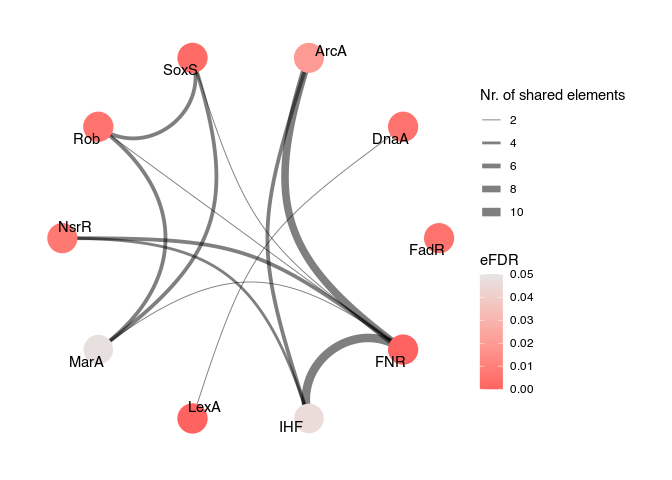 ArcA
SoxS
DnaA
Rob
NsrR
FadR
MarA
FNR
LexA
IHF
Nr. of shared elements
2
4
6
8
10
eFDR
0.05
0.04
0.03
0.02
0.01
0.00